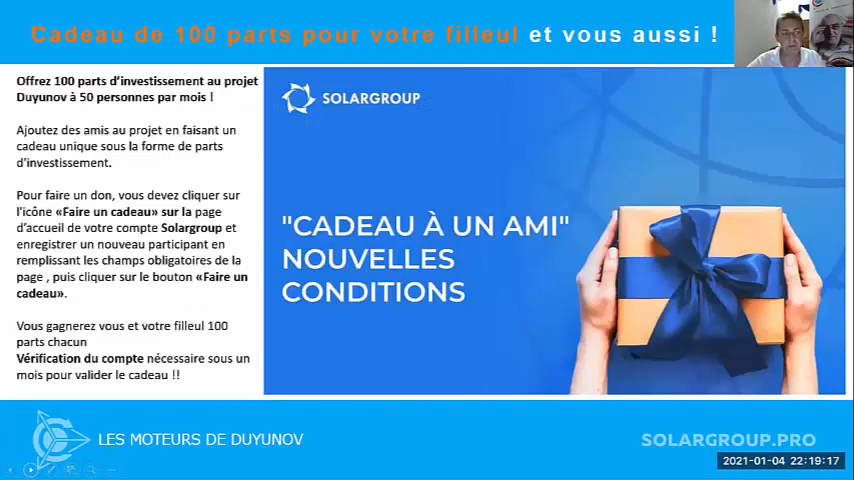 Cadeau de 100 parts pour votre filleul et vous aussi !
Offrez 100 parts d'investissement au projet
Duyunov à 50 personnes par mois !
Ajoutez des amis au projet en faisant un
cadeau unique sous la forme de parts
d'investissement.
Pour faire un don, vous devez cliquer sur
l'icône «Faire un cadeau» sur la page
d'accueil de votre compte Solargroup et
enregistrer un nouveau participant en
remplissant les champs obligatoires de la
page , puis cliquer sur le bouton «Faire un
cadeau».
Vous gagnerez vous et votre filleul 100
parts chacun
Vérification du compte nécessaire sous un
mois pour valider le cadeau !!
SOLARGROUP
"CADEAU À UN AMI"
NOUVELLES
CONDITIONS
LES MOTEURS DE DUYUNOV
SOLARGROUP.PRO
2021-01-04 22:19:17